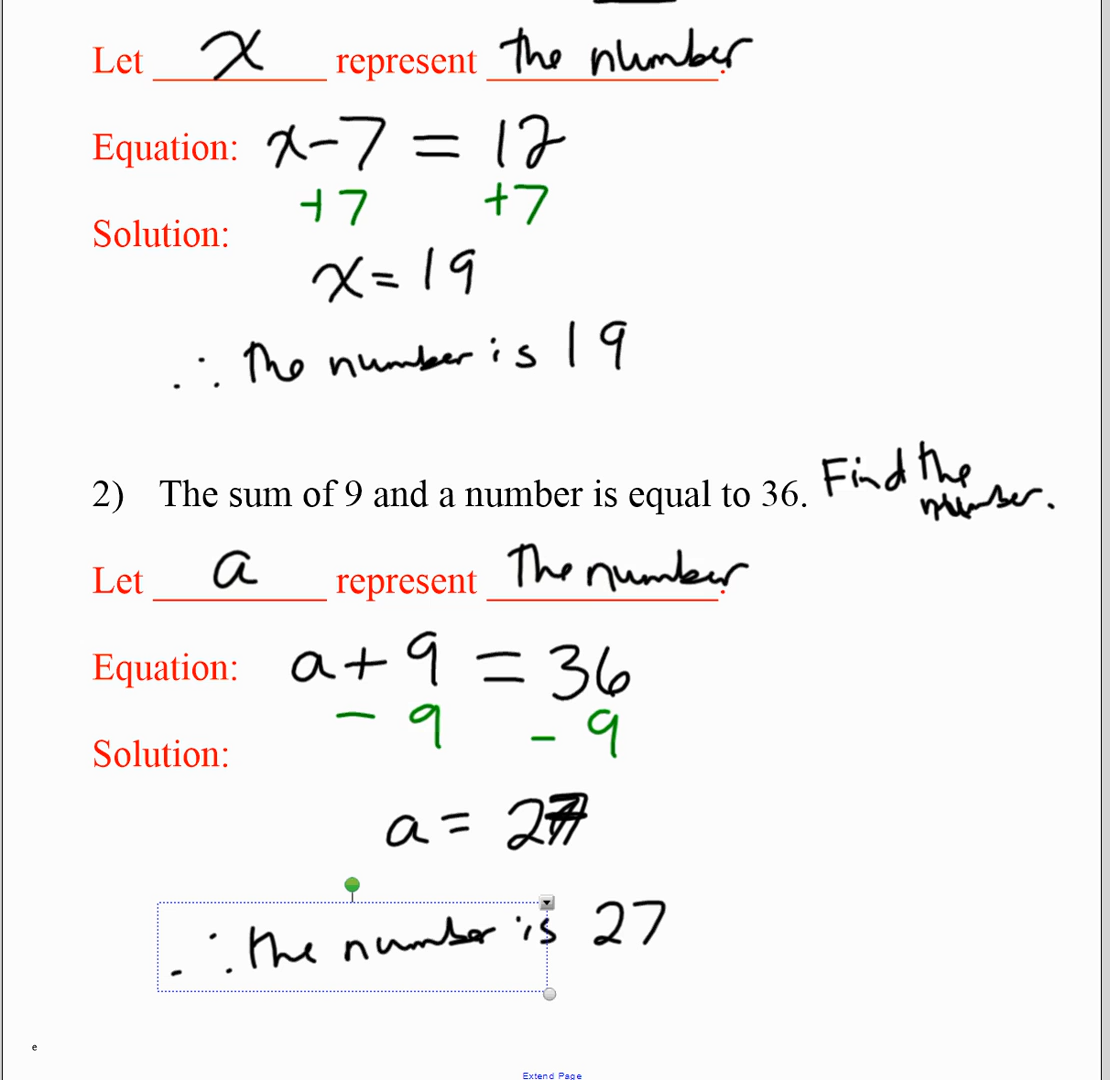 Let x represent the number.
Equation: x-7 = 12
+7 +7
Solution:
x=19
∴ the number is 19
2) The sum of 9 and a number is equal to 36. Find the
number.
Let a represent the number.
Equation: a+9 = 36
-9 -9
Solution:
a= 27
∴ the number is 27
e
Extend Page